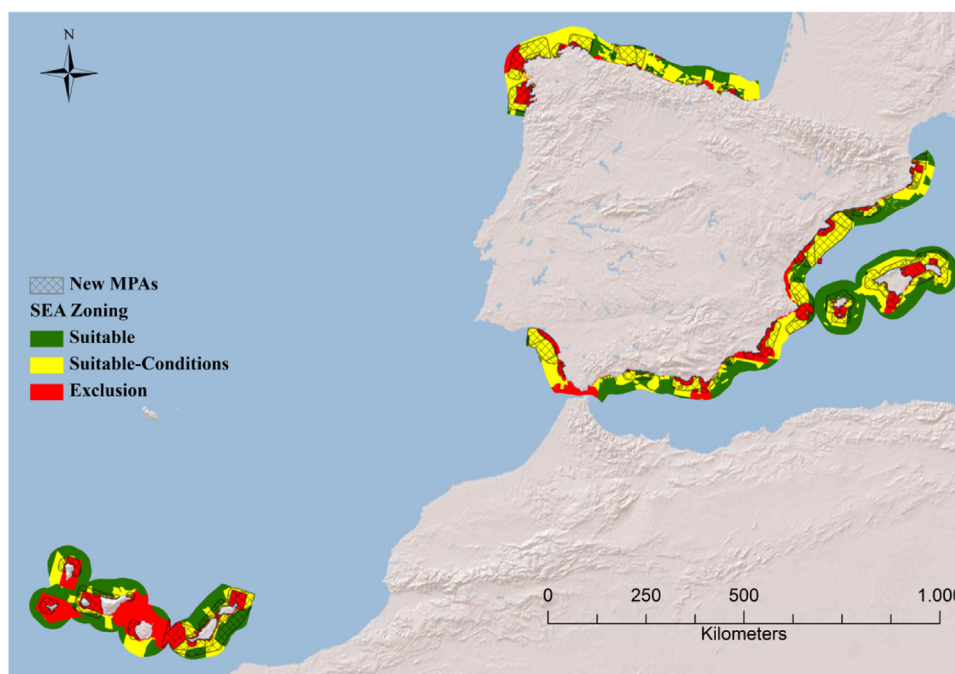 N
New MPAs
SEA Zoning
Suitable
Suitable-Conditions
Exclusion
0 250 500 1.000
Kilometers